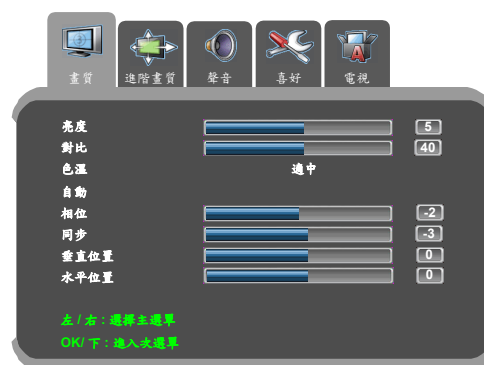 畫質 進階畫質 聲音 喜好 電視
亮度 5
對比 40
色溫 適中
自動
相位 -2
同步 -3
垂直位置 0
水平位置 0
左 / 右 : 選擇主選單
OK/ 下 : 進入次選單